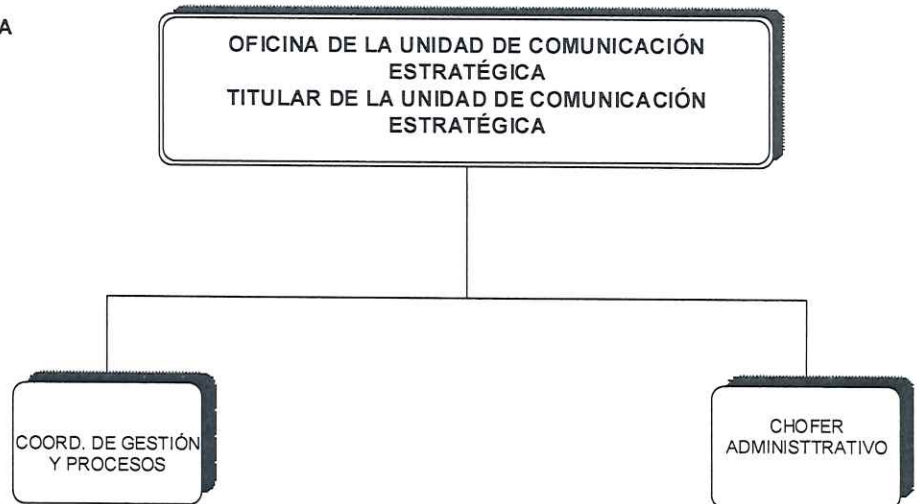 A
OFICINA DE LA UNIDAD DE COMUNICACIÓN
ESTRATÉGICA
TITULAR DE LA UNIDAD DE COMUNICACIÓN
ESTRATÉGICA
COORD. DE GESTIÓN
Y PROCESOS
CHOFER
ADMINISTTRATIVO